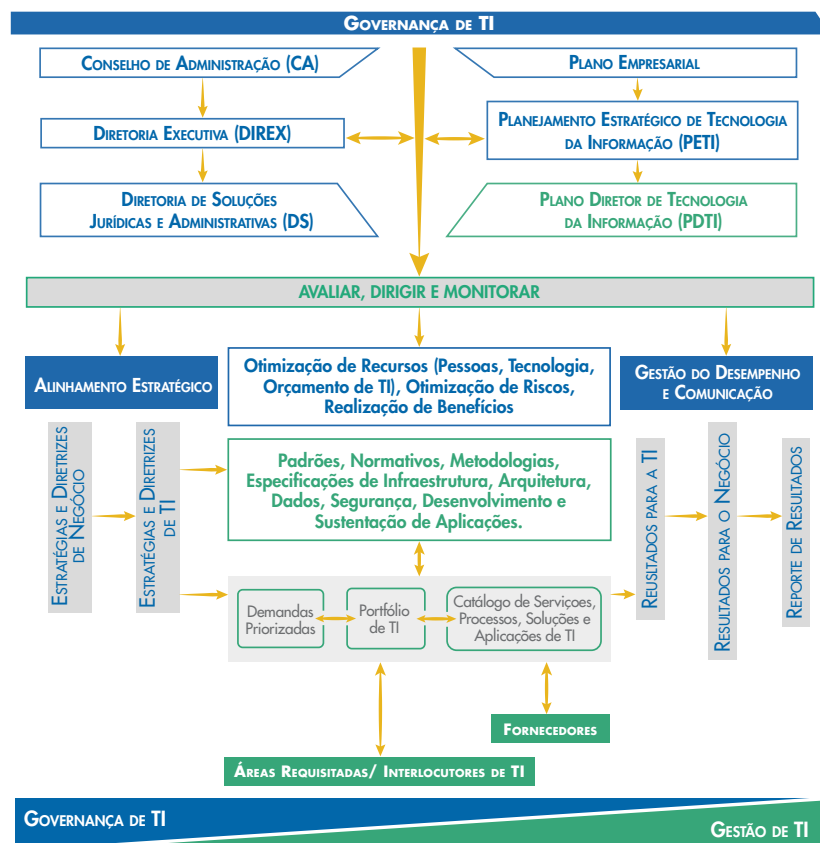 Governança de TI
Conselho de Administração (CA)
Plano Empresarial
Diretoria Executiva (DIREX)
Planejamento Estratégico de Tecnologia
da Informação (PETI)
Diretoria de Soluções
Jurídicas e Administrativas (DS)
Plano Diretor de Tecnologia
da Informação (PDTI)
AVALIAR, DIRIGIR E MONITORAR
Alinhamento Estratégico
Otimização de Recursos (Pessoas, Tecnologia,
Orçamento de TI), Otimização de Riscos,
Realização de Benefícios
Gestão do Desempenho
e Comunicação
Estratégias e Diretrizes
de Negócio
Estratégias e Diretrizes
de TI
Padrões, Normativos, Metodologias,
Especificações de Infraestrutura, Arquitetura,
Dados, Segurança, Desenvolvimento e
Sustentação de Aplicações.
Demandas
Priorizadas
Portfólio
de TI
Catálogo de Serviçoes,
Processos, Soluções e
Aplicações de TI
Reusltados para a TI
Resultados para o Negócio
Reporte de Resultados
Fornecedores
Áreas Requisitadas/ Interlocutores de TI
Governança de TI
Gestão de TI